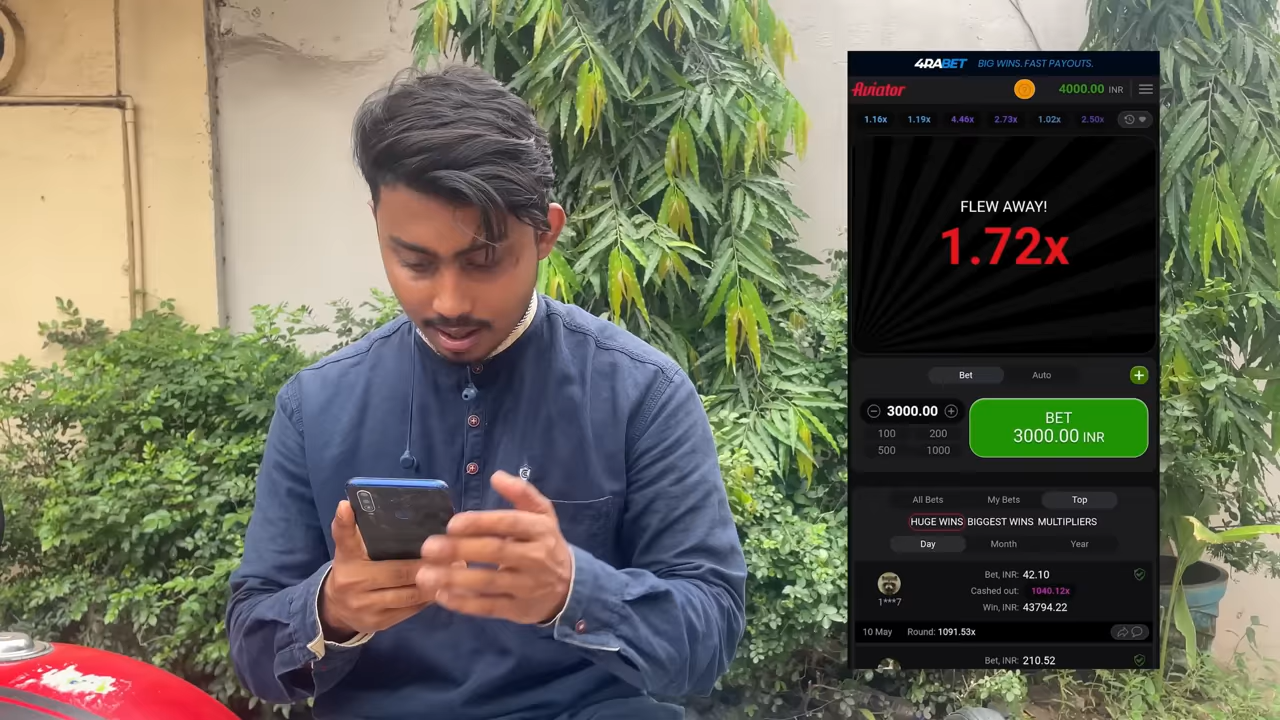 4RABET BIG WINS. FAST PAYOUTS.
Aviator 4000.00 INR
1.16x 1.19x 4.46x 2.73x 1.02x 2.50x
FLEW AWAY!
1.72x
Bet Auto
3000.00
100 200
500 1000
BET
3000.00 INR
All Bets My Bets Top
HUGE WINS BIGGEST WINS MULTIPLIERS
Day Month Year
Bet, INR: 42.10
Cashed out: 1040.12x
Win, INR: 43794.22
1***7
10 May Round: 1091.53x
Bet, INR: 210.52